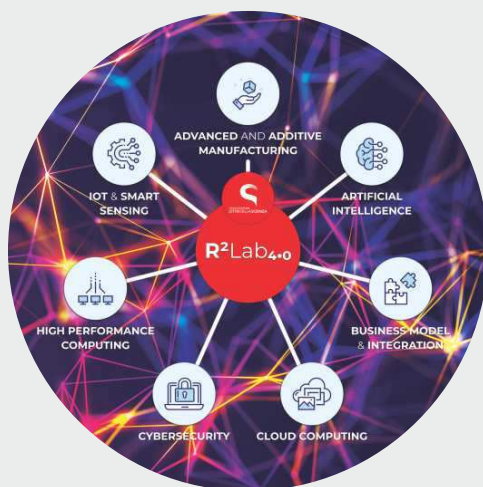 ADVANCED AND ADDITIVE
MANUFACTURING
IOT & SMART
SENSING
ARTIFICIAL
INTELLIGENCE
R²Lab4.0
HIGH PERFORMANCE
COMPUTING
BUSINESS MODEL
& INTEGRATION
CYBERSECURITY
CLOUD COMPUTING